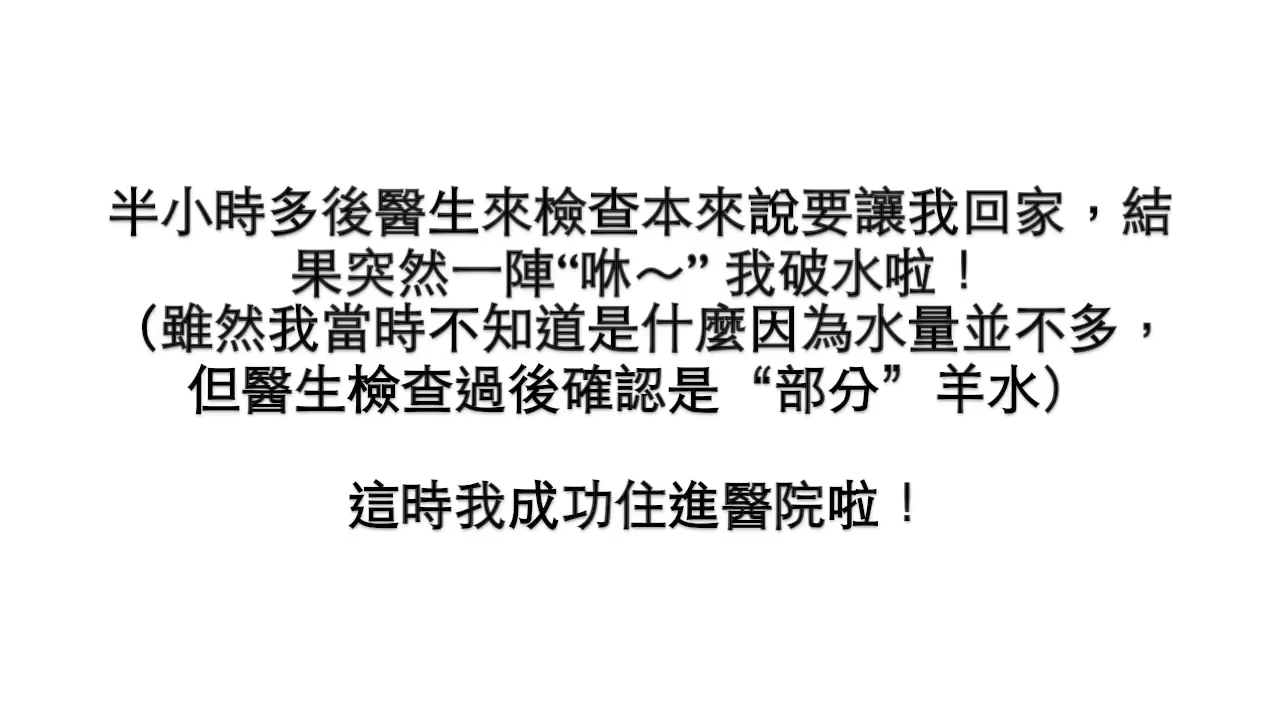 半小時多後醫生來檢查本來說要讓我回家，結
果突然一陣“咻～” 我破水啦！
（雖然我當時不知道是什麼因為水量並不多，
但醫生檢查過後確認是“部分” 羊水）
這時我成功住進醫院啦！